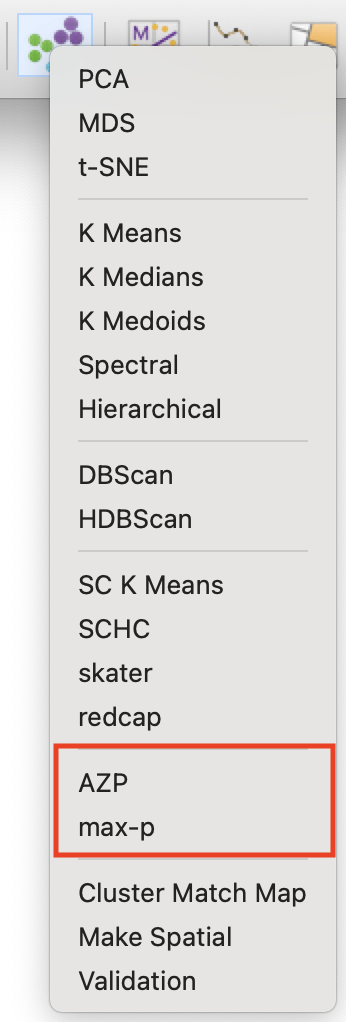 M
PCA
MDS
t-SNE
K Means
K Medians
K Medoids
Spectral
Hierarchical
DBScan
HDBScan
SC K Means
SCHC
skater
redcap
AZP
max-p
Cluster Match Map
Make Spatial
Validation